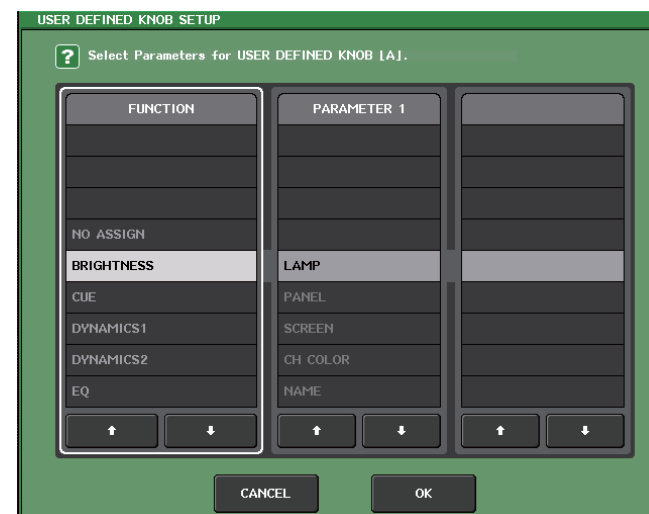 USER DEFINED KNOB SETUP
? Select Parameters for USER DEFINED KNOB [A].
FUNCTION PARAMETER 1
NO ASSIGN
BRIGHTNESS LAMP
CUE PANEL
DYNAMICS1 SCREEN
DYNAMICS2 CH COLOR
EQ NAME
CANCEL OK